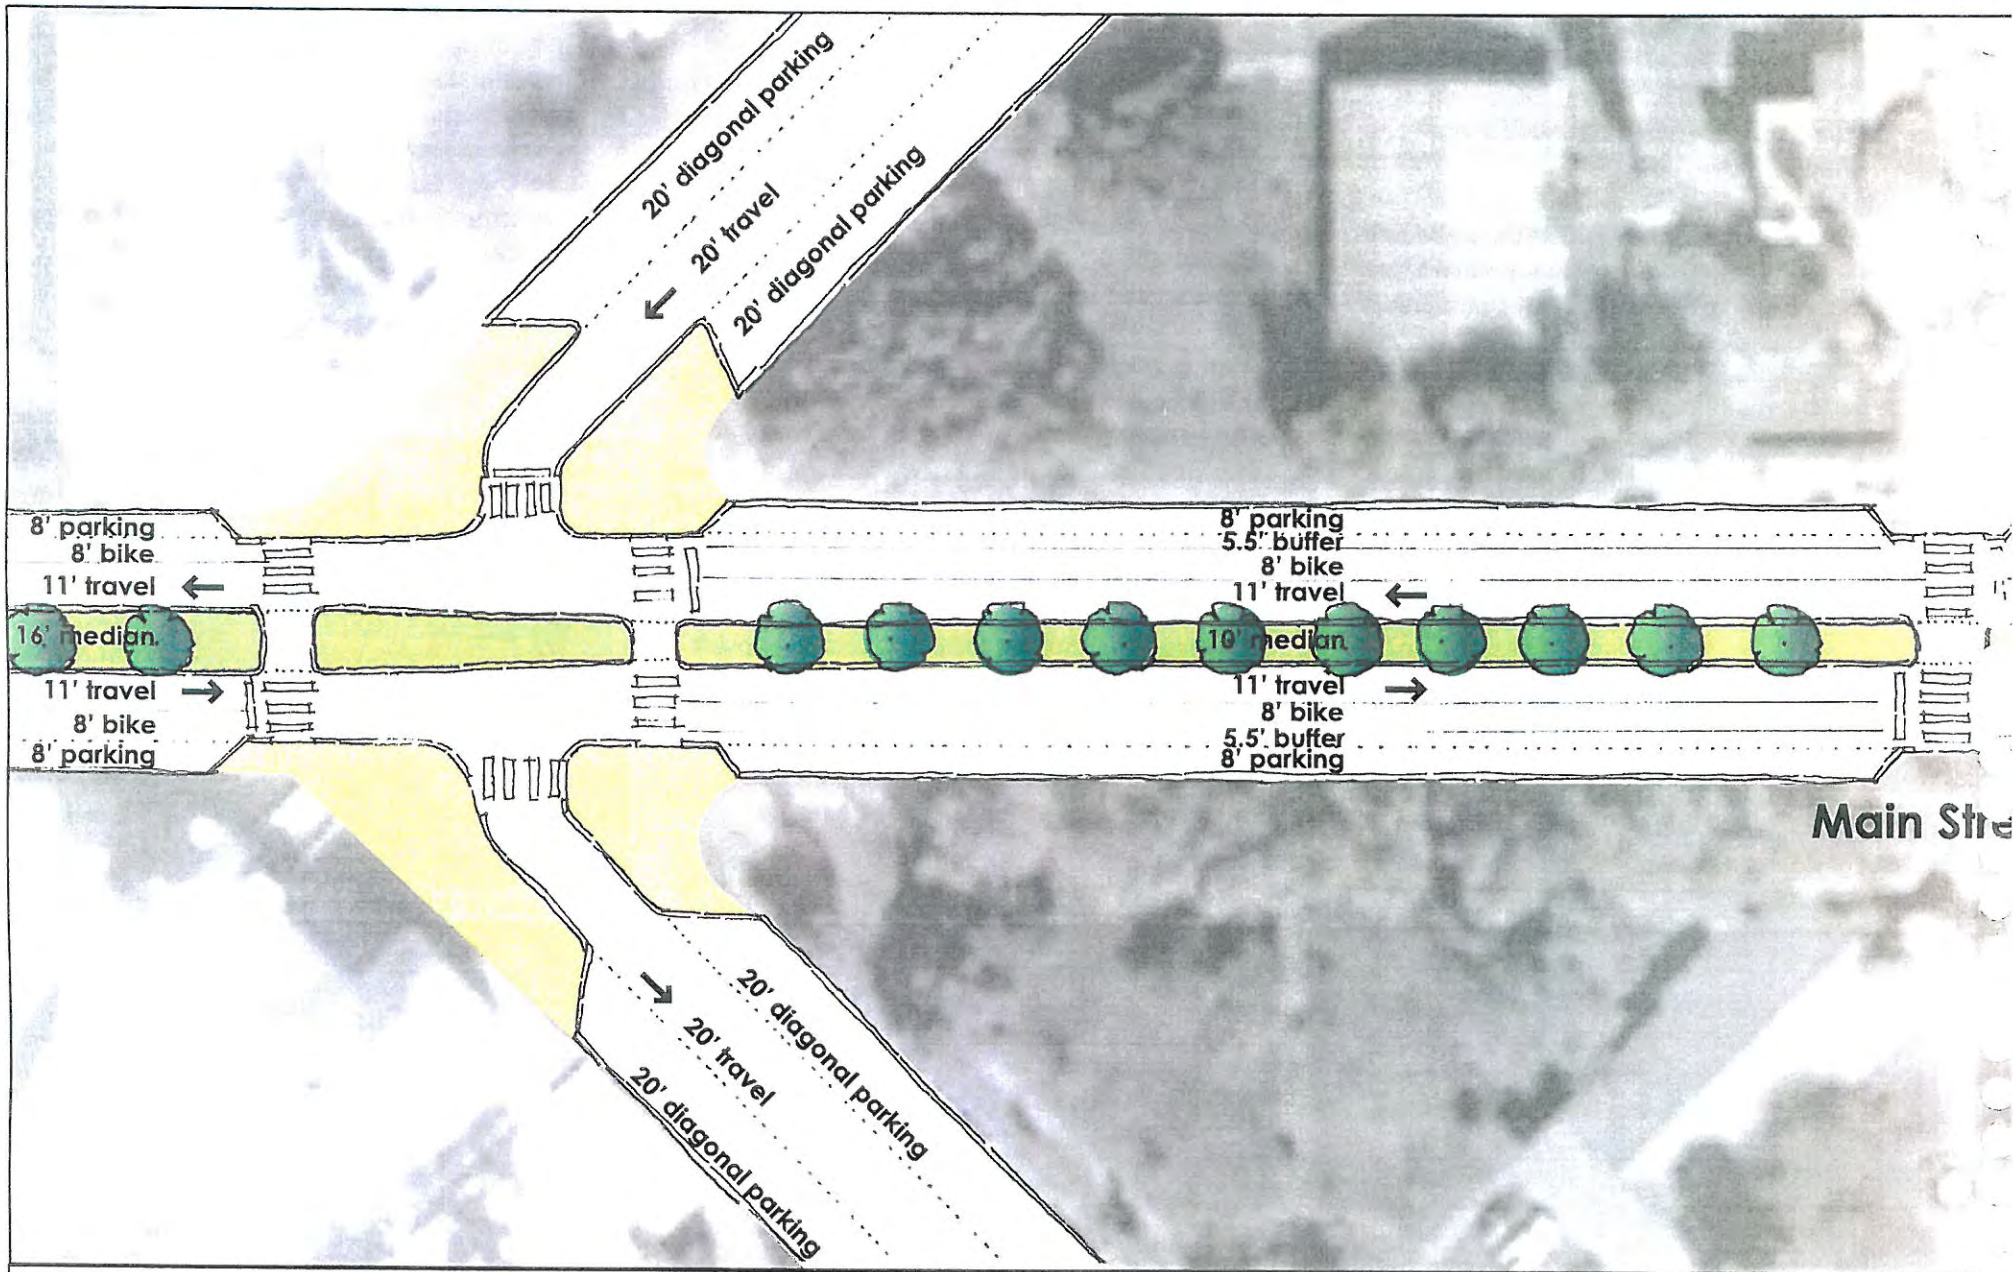 20' diagonal parking
20' travel
20' diagonal parking
8' parking
8' bike
11' travel
16' median
11' travel
8' bike
8' parking
8' parking
5.5' buffer
8' bike
11' travel
10' median
11' travel
8' bike
5.5' buffer
8' parking
Main Stre
20' diagonal parking
20' travel
20' diagonal parking